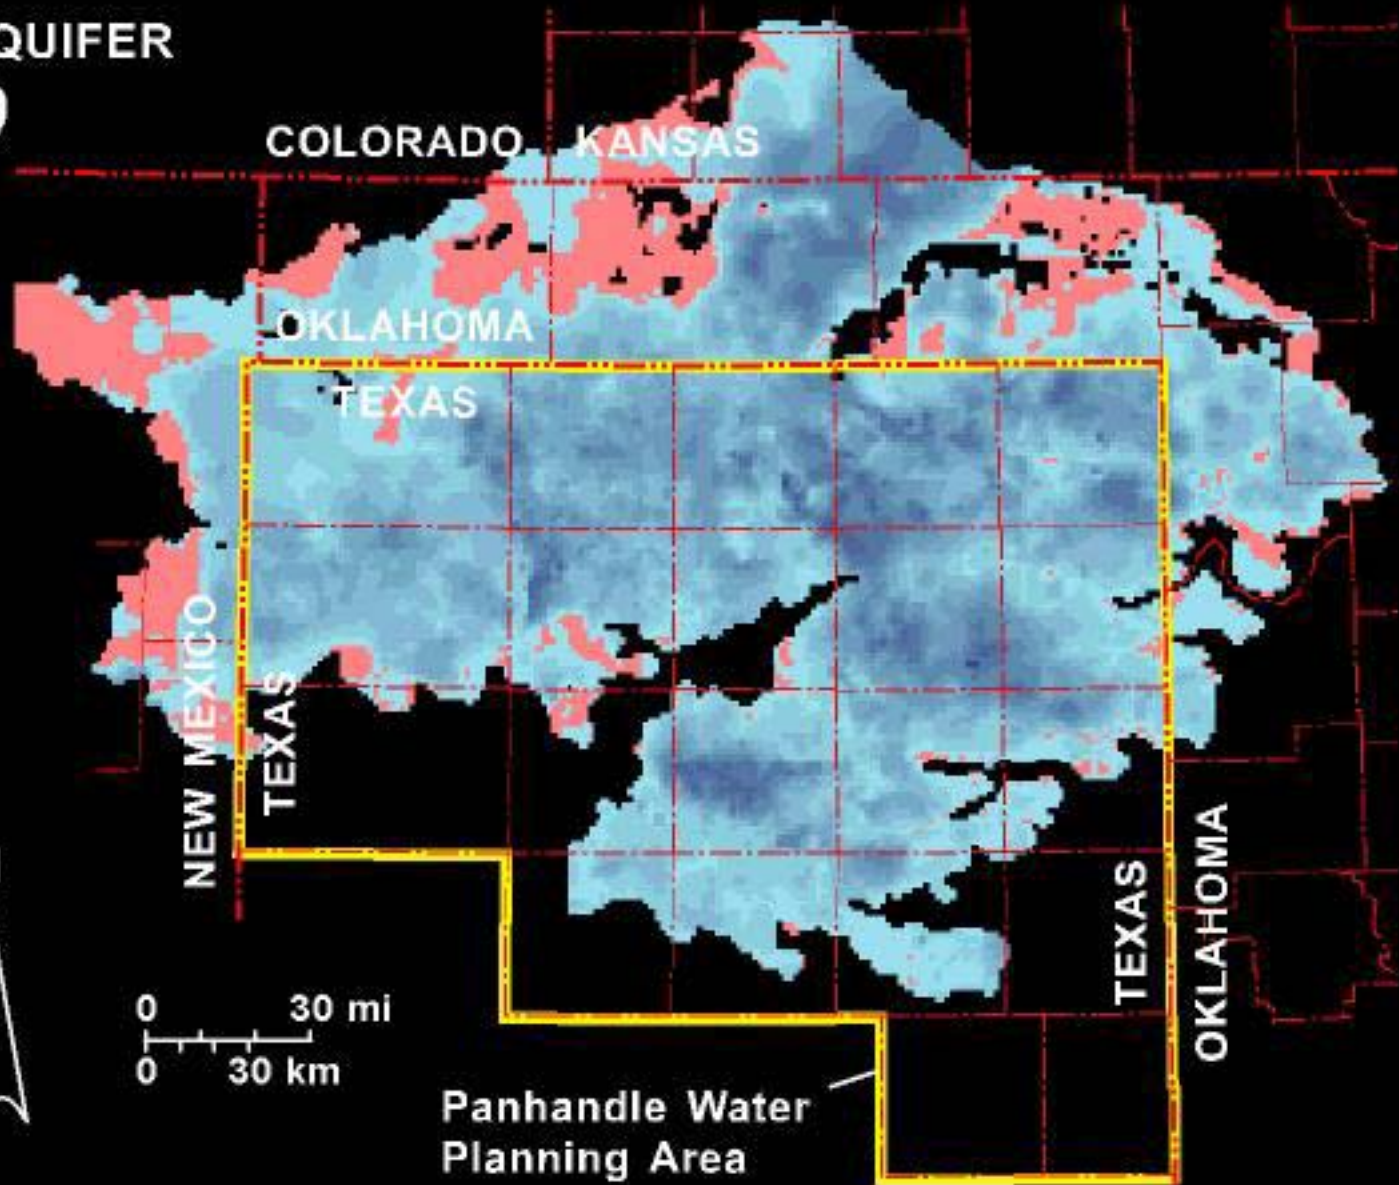 QUIFER
COLORADO KANSAS
OKLAHOMA
TEXAS
NEW MEXICO
TEXAS
TEXAS
OKLAHOMA
0 30 mi
0 30 km
Panhandle Water
Planning Area